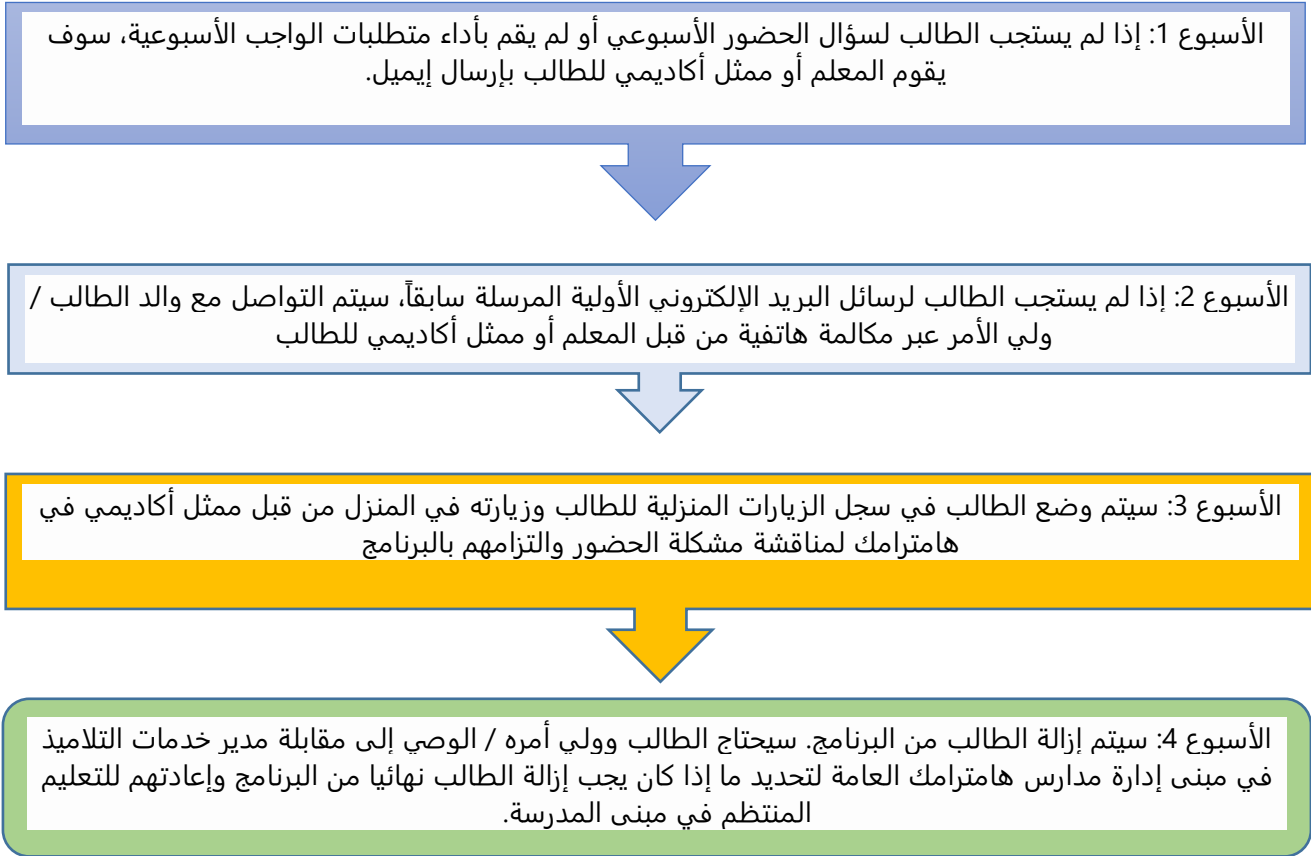 الأسبوع 1: إذا لم يستجب الطالب لسؤال الحضور الأسبوعي أو لم يقم بأداء متطلبات الواجب الأسبوعية، سوف
يقوم المعلم أو ممثل أكاديمي للطالب بإرسال إيميل.
الأسبوع 2: إذا لم يستجب الطالب لرسائل البريد الإلكتروني الأولية المرسلة سابقاً، سيتم التواصل مع والد الطالب /
ولي الأمر عبر مكالمة هاتفية من قبل المعلم أو ممثل أكاديمي للطالب
الأسبوع 3: سيتم وضع الطالب في سجل الزيارات المنزلية للطالب وزيارته في المنزل من قبل ممثل أكاديمي في
هامترامك لمناقشة مشكلة الحضور والتزامهم بالبرنامج
الأسبوع 4: سيتم إزالة الطالب من البرنامج. سيحتاج الطالب وولي أمره / الوصي إلى مقابلة مدير خدمات التلاميذ
في مبنى إدارة مدارس هامترامك العامة لتحديد ما إذا كان يجب إزالة الطالب نهائيا من البرنامج وإعادتهم للتعليم
المنتظم في مبنى المدرسة.